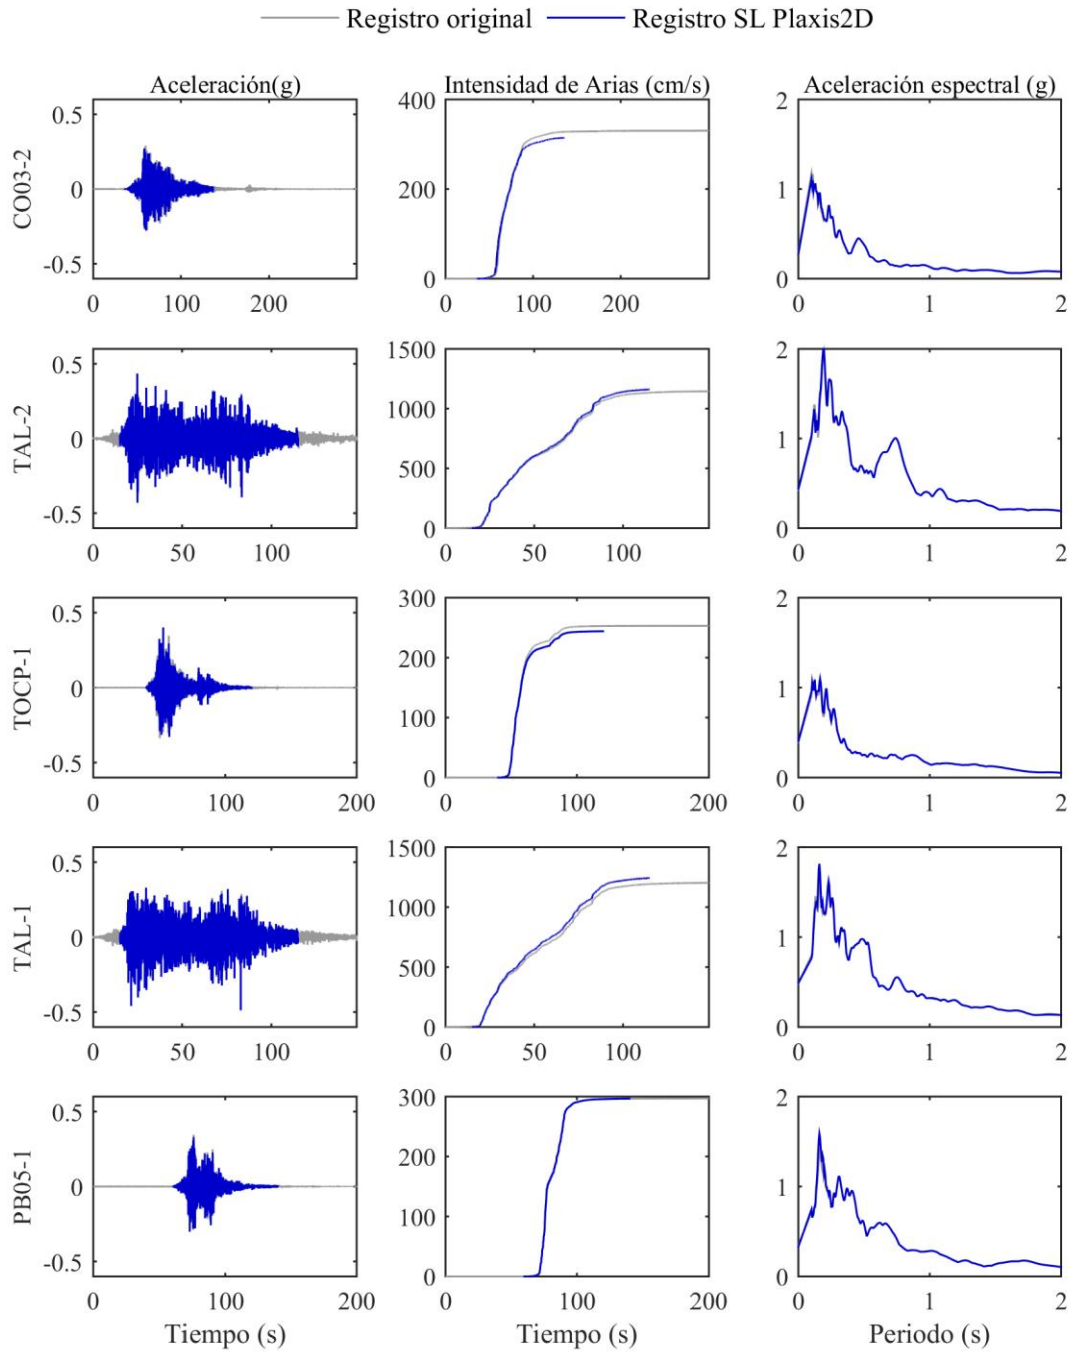 Registro original Registro SL Plaxis2D
Aceleración(g) Intensidad de Arias (cm/s) Aceleración espectral (g)
CO03-2
0.5 0 -0.5
0 100 200
400 200 0
0 100 200
2 1 0
0 1 2
TAL-2
0.5 0 -0.5
0 50 100
1500 1000 500 0
0 50 100
2 1 0
0 1 2
TOCP-1
0.5 0 -0.5
0 100 200
300 200 100 0
0 100 200
2 1 0
0 1 2
TAL-1
0.5 0 -0.5
0 50 100
1500 1000 500 0
0 50 100
2 1 0
0 1 2
PB05-1
0.5 0 -0.5
0 100 200
300 200 100 0
0 100 200
2 1 0
0 1 2
Tiempo (s) Tiempo (s) Periodo (s)